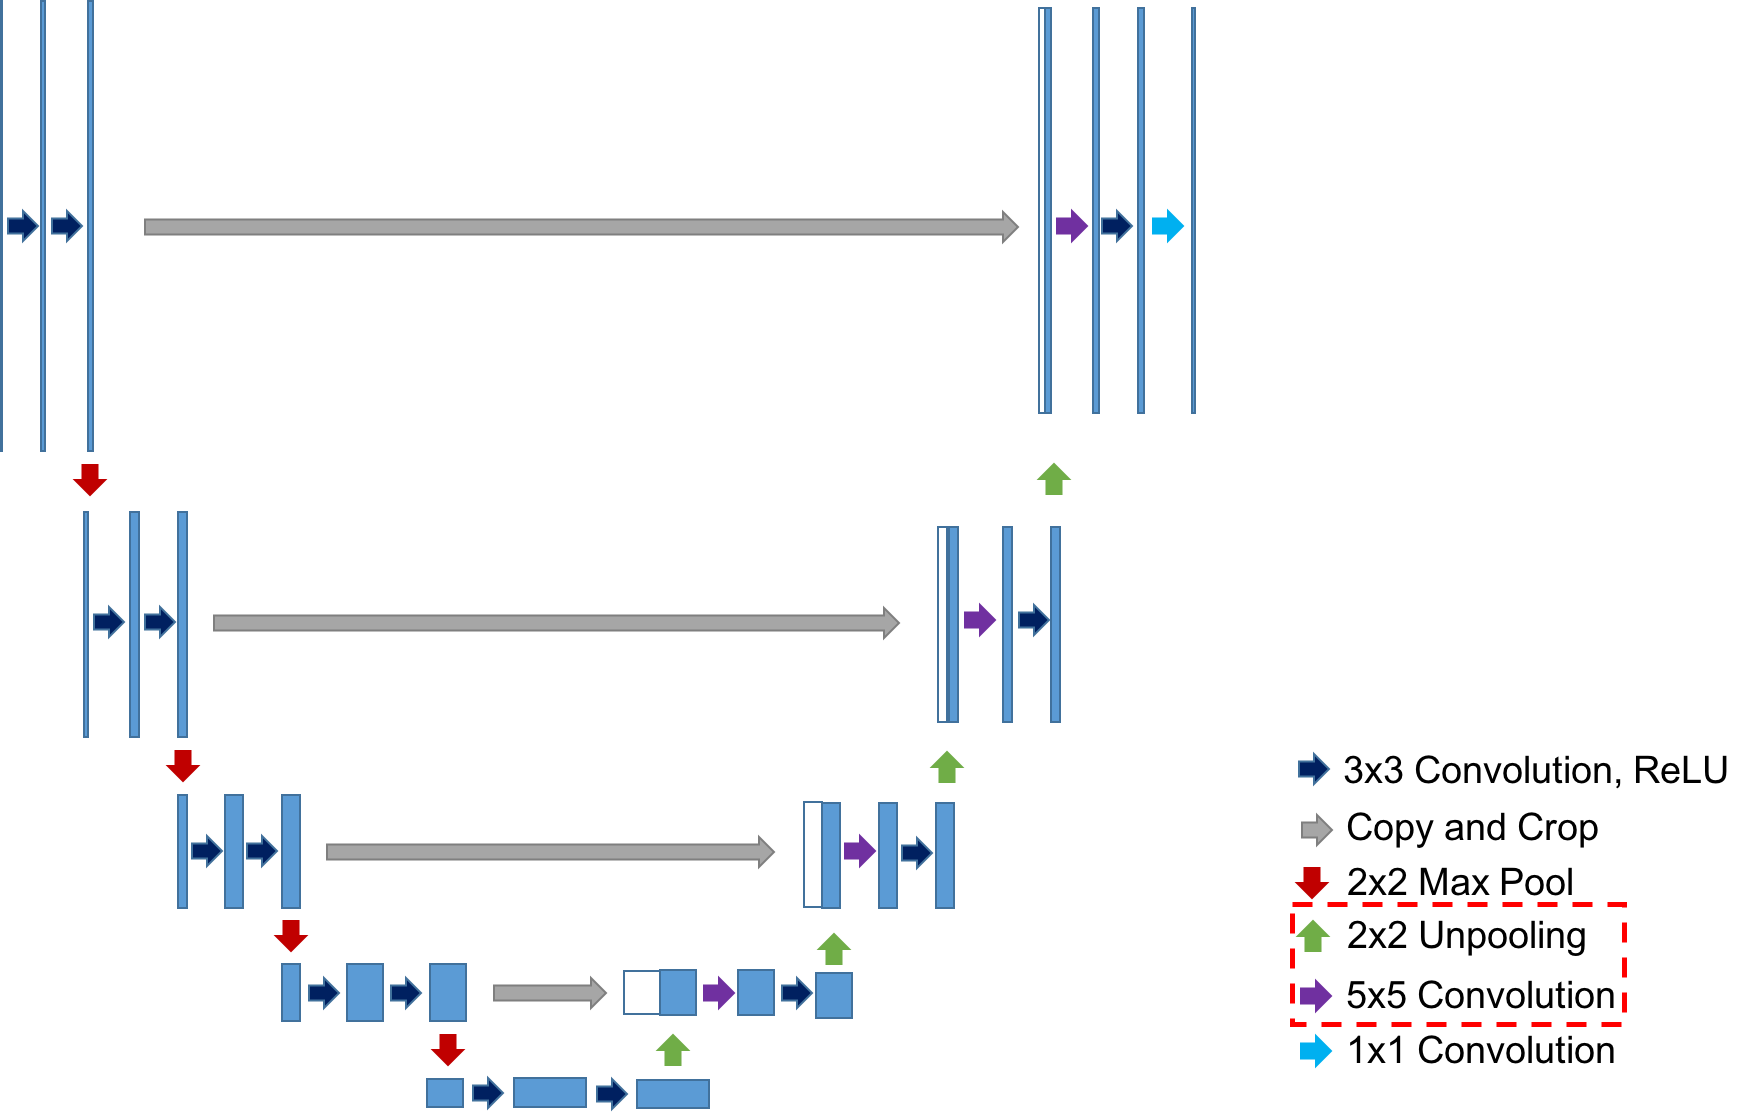 3x3 Convolution, ReLU
Copy and Crop
2x2 Max Pool
2x2 Unpooling
5x5 Convolution
1x1 Convolution